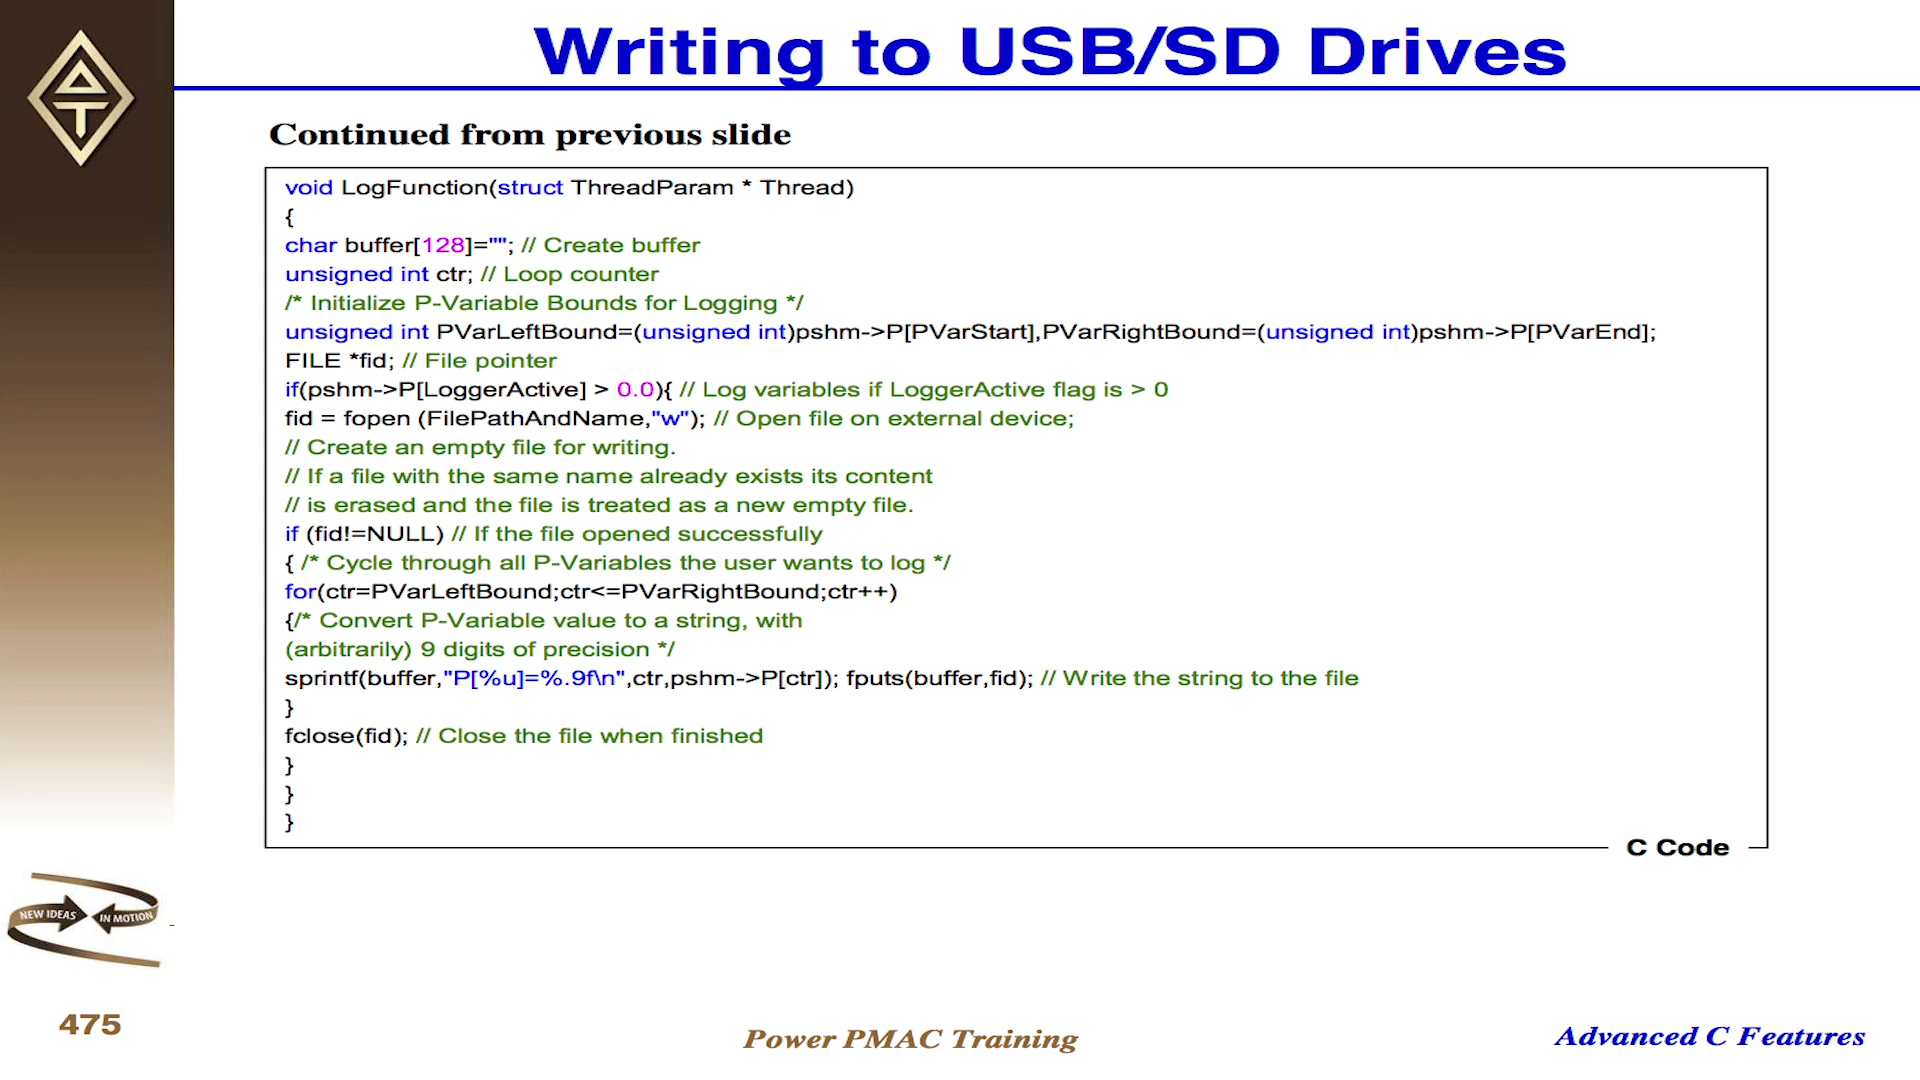 Writing to USB/SD Drives
Continued from previous slide
void LogFunction(struct ThreadParam * Thread)
{
char buffer[128]=""; // Create buffer
unsigned int ctr; // Loop counter
/* Initialize P-Variable Bounds for Logging */
unsigned int PVarLeftBound=(unsigned int)pshm->P[PVarStart],PVarRightBound=(unsigned int)pshm->P[PVarEnd];
FILE *fid; // File pointer
if(pshm->P[LoggerActive] > 0.0){ // Log variables if LoggerActive flag is > 0
fid = fopen (FilePathAndName,"w"); // Open file on external device;
// Create an empty file for writing.
// If a file with the same name already exists its content
// is erased and the file is treated as a new empty file.
if (fid!=NULL) // If the file opened successfully
{ /* Cycle through all P-Variables the user wants to log */
for(ctr=PVarLeftBound;ctr<=PVarRightBound;ctr++)
{/* Convert P-Variable value to a string, with
(arbitrarily) 9 digits of precision */
sprintf(buffer,"P[%u]=%.9f\n",ctr,pshm->P[ctr]); fputs(buffer,fid); // Write the string to the file
}
fclose(fid); // Close the file when finished
}
}
}
C Code
NEW IDEAS IN MOTION
475
Power PMAC Training
Advanced C Features